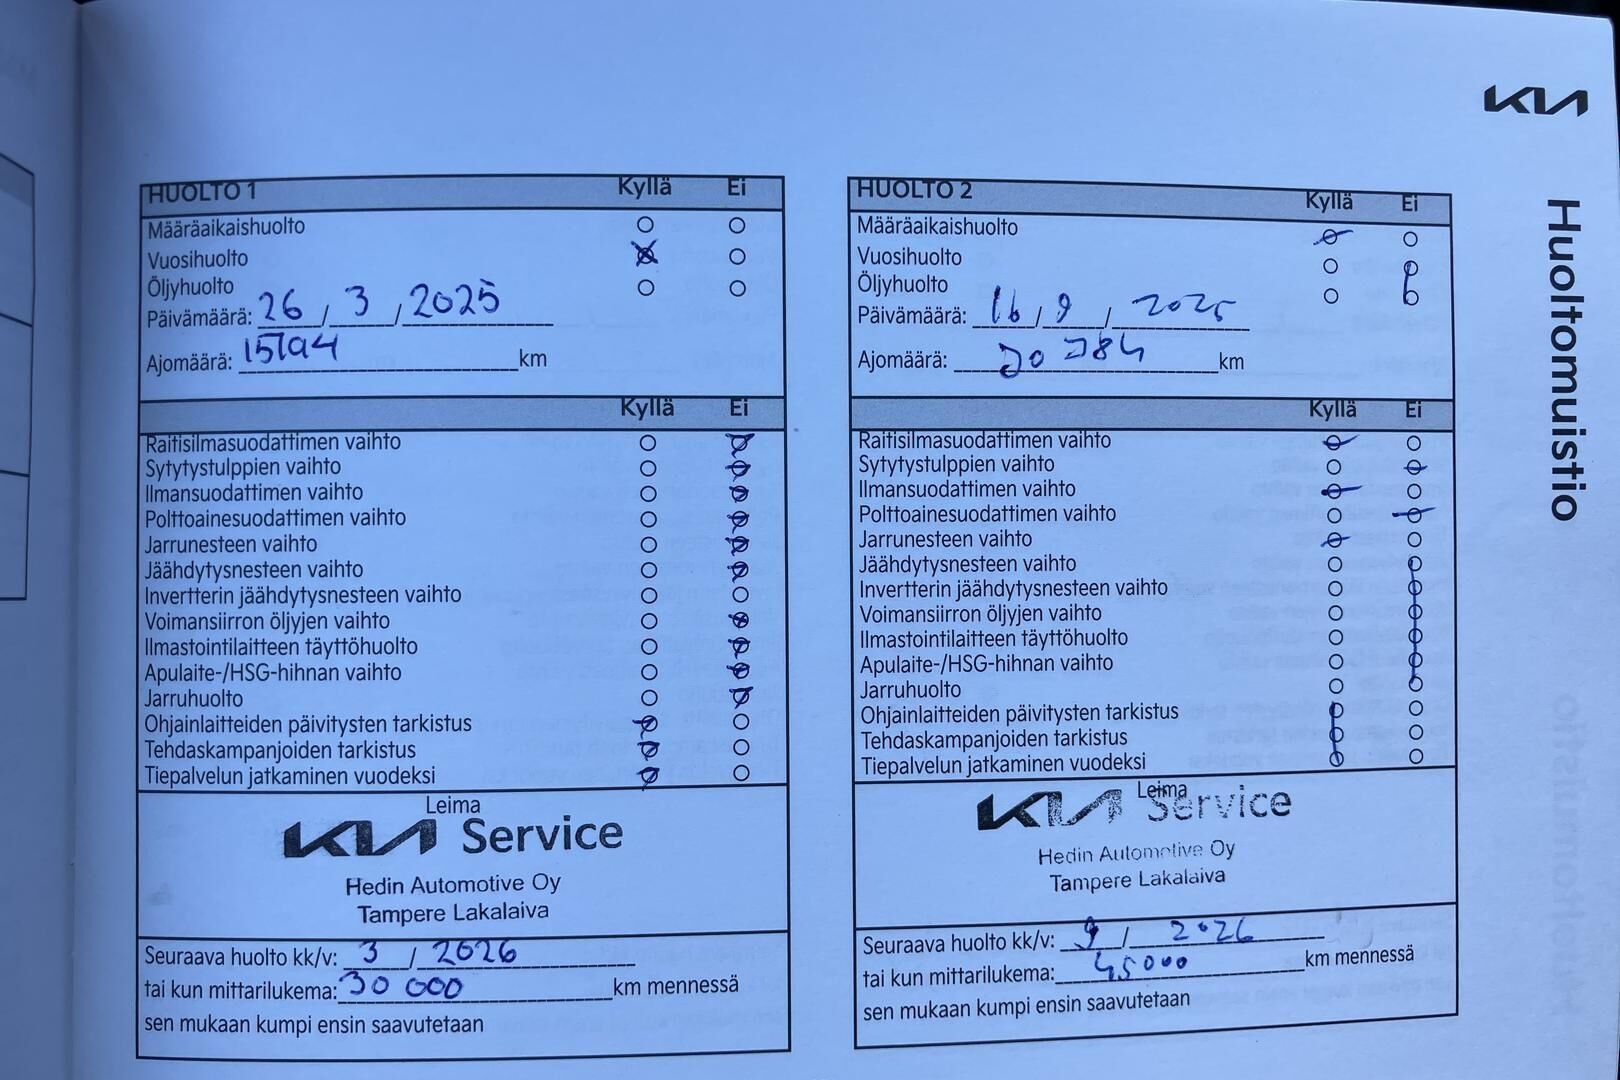 KIA
Huoltomuistio
HUOLTO 1 Kyllä Ei
Määräaikaishuolto
Vuosihuolto
Öljyhuolto
Päivämäärä: 26 / 3 / 2025
Ajomäärä: 15194 km
Kyllä Ei
Raitisilmasuodattimen vaihto
Sytytystulppien vaihto
Ilmansuodattimen vaihto
Polttoainesuodattimen vaihto
Jarrunesteen vaihto
Jäähdytysnesteen vaihto
Invertterin jäähdytysnesteen vaihto
Voimansiirron öljyjen vaihto
Ilmastointilaitteen täyttöhuolto
Apulaite-/HSG-hihnan vaihto
Jarruhuolto
Ohjainlaitteiden päivitysten tarkistus
Tehdaskampanjoiden tarkistus
Tiepalvelun jatkaminen vuodeksi
Leima
KIA Service
Hedin Automotive Oy
Tampere Lakalaiva
Seuraava huolto kk/v: 3 / 2026
tai kun mittarilukema: 30 000 km mennessä
sen mukaan kumpi ensin saavutetaan
HUOLTO 2 Kyllä Ei
Määräaikaishuolto
Vuosihuolto
Öljyhuolto
Päivämäärä: 16 / 9 / 2025
Ajomäärä: km
Kyllä Ei
Raitisilmasuodattimen vaihto
Sytytystulppien vaihto
Ilmansuodattimen vaihto
Polttoainesuodattimen vaihto
Jarrunesteen vaihto
Jäähdytysnesteen vaihto
Invertterin jäähdytysnesteen vaihto
Voimansiirron öljyjen vaihto
Ilmastointilaitteen täyttöhuolto
Apulaite-/HSG-hihnan vaihto
Jarruhuolto
Ohjainlaitteiden päivitysten tarkistus
Tehdaskampanjoiden tarkistus
Tiepalvelun jatkaminen vuodeksi
Leima
KIA Service
Hedin Automotive Oy
Tampere Lakalaiva
Seuraava huolto kk/v: 9 / 2026
tai kun mittarilukema: 45000 km mennessä
sen mukaan kumpi ensin saavutetaan